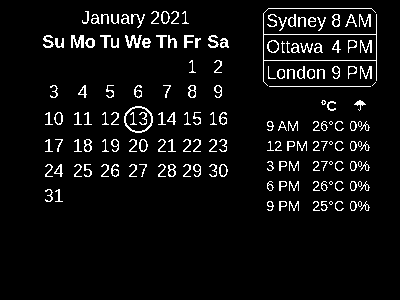 January 2021
Su Mo Tu We Th Fr Sa
1 2
3 4 5 6 7 8 9
10 11 12 13 14 15 16
17 18 19 20 21 22 23
24 25 26 27 28 29 30
31
Sydney 8 AM
Ottawa 4 PM
London 9 PM
°C ☂
9 AM 26°C 0%
12 PM 27°C 0%
3 PM 27°C 0%
6 PM 26°C 0%
9 PM 25°C 0%